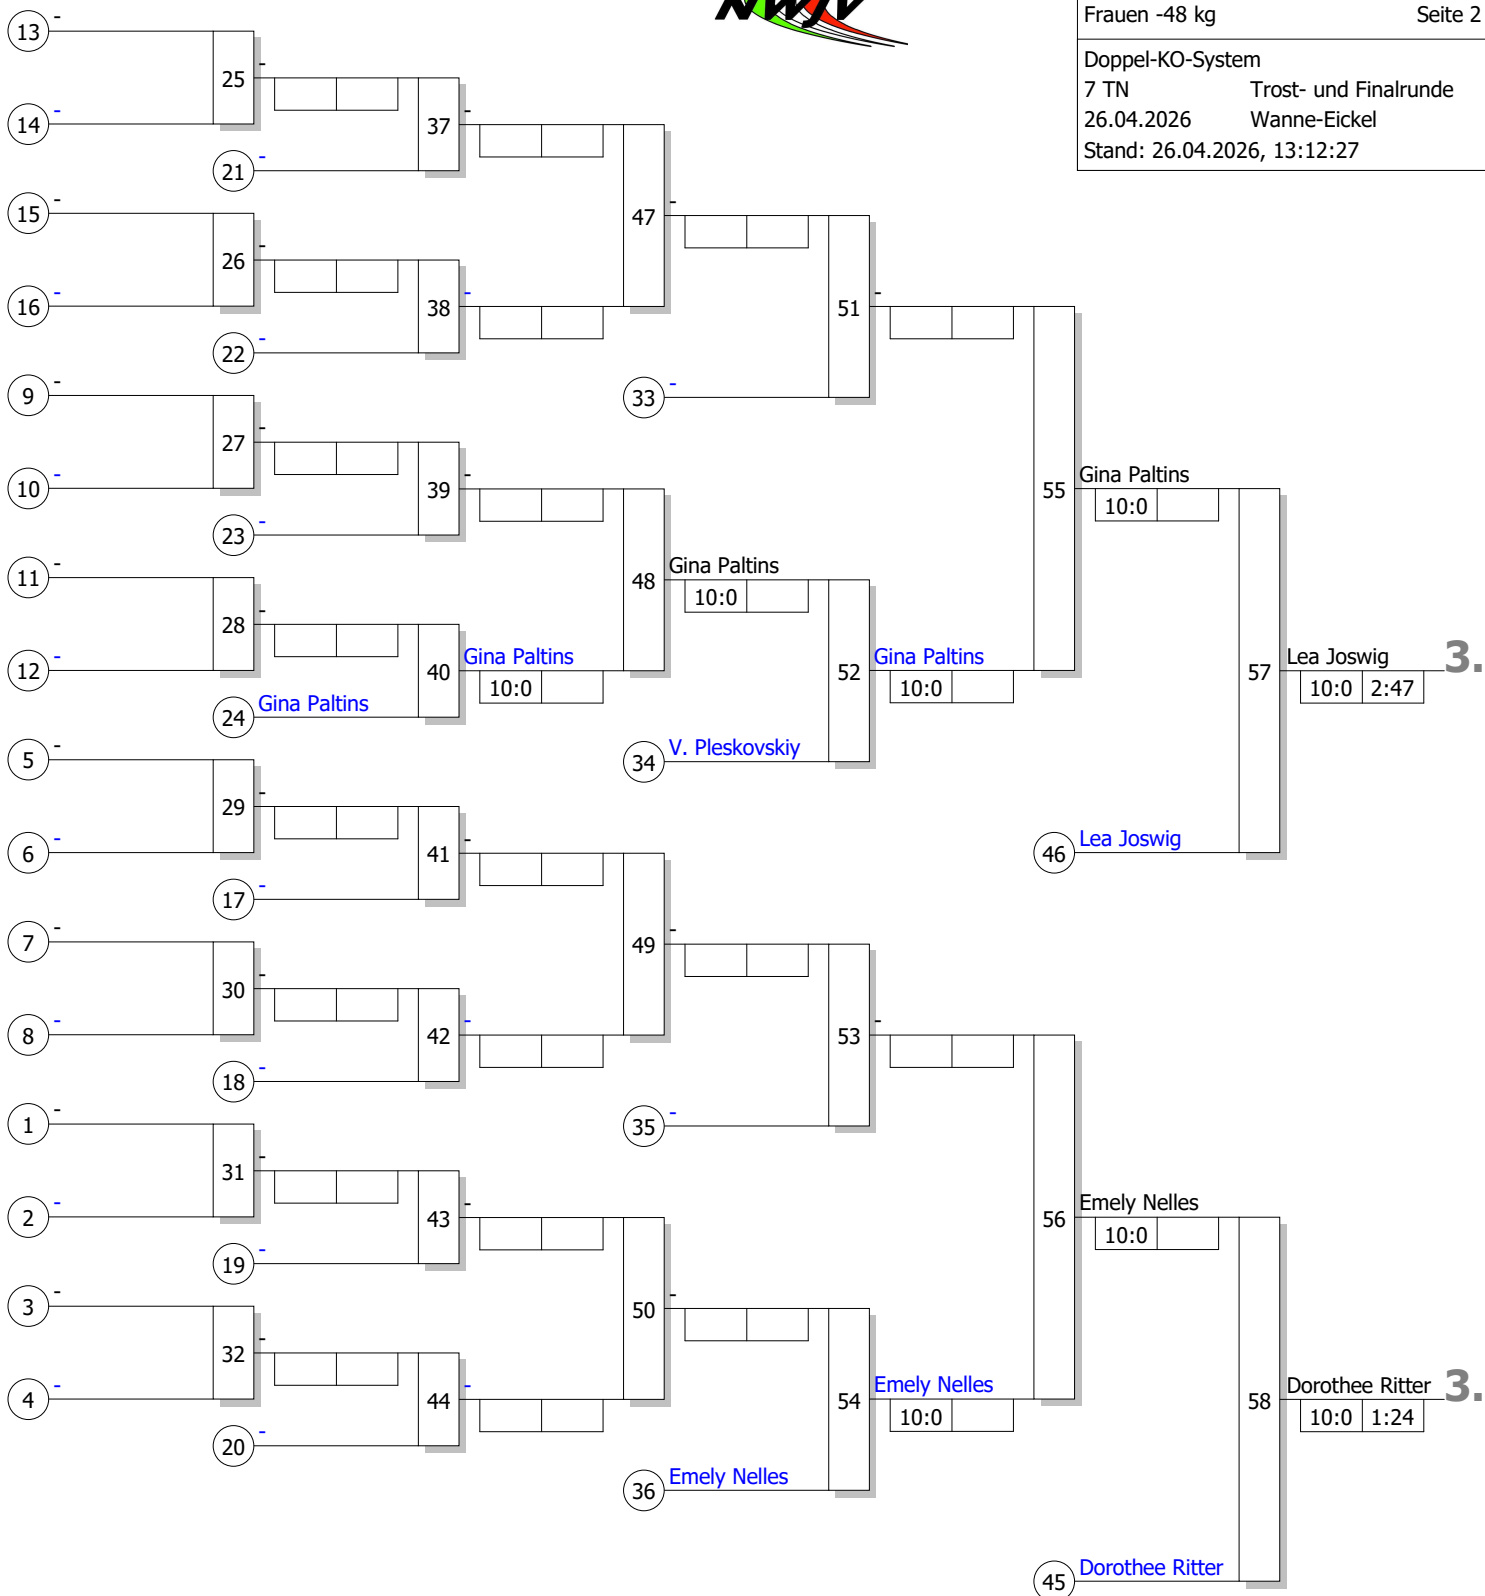 NWJV
Frauen -48 kg Seite 2
Doppel-KO-System
7 TN Trost- und Finalrunde
26.04.2026 Wanne-Eickel
Stand: 26.04.2026, 13:12:27
13 -
25 -
14 -
37 -
21 -
15 -
47 -
26 -
16 -
38 -
51 -
22 -
9 -
33 -
27 -
10 -
39 -
55 Gina Paltins
10:0
23 -
11 -
48 Gina Paltins
10:0
28 -
12 -
40 Gina Paltins
10:0
52 Gina Paltins
10:0
57 Lea Joswig 3.
10:0 2:47
24 Gina Paltins
5 -
34 V. Pleskovskiy
29 -
6 -
41 -
46 Lea Joswig
17 -
7 -
49 -
30 -
8 -
42 -
53 -
18 -
1 -
35 -
31 -
2 -
43 -
56 Emely Nelles
10:0
19 -
3 -
50 -
32 -
4 -
44 -
54 Emely Nelles
10:0
58 Dorothee Ritter 3.
10:0 1:24
20 -
36 Emely Nelles
45 Dorothee Ritter